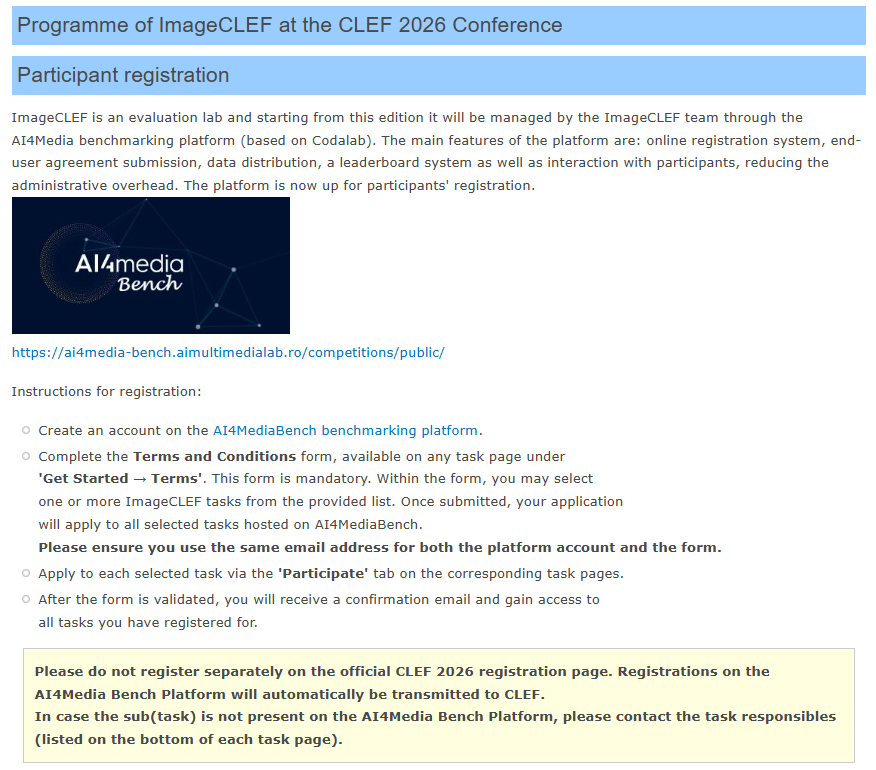 Programme of ImageCLEF at the CLEF 2026 Conference
Participant registration
ImageCLEF is an evaluation lab and starting from this edition it will be managed by the ImageCLEF team through the
AI4Media benchmarking platform (based on Codalab). The main features of the platform are: online registration system, end-
user agreement submission, data distribution, a leaderboard system as well as interaction with participants, reducing the
administrative overhead. The platform is now up for participants' registration.
AI4media
Bench
https://ai4media-bench.aimultimedialab.ro/competitions/public/
Instructions for registration:
Create an account on the AI4MediaBench benchmarking platform.
Complete the Terms and Conditions form, available on any task page under
'Get Started → Terms'. This form is mandatory. Within the form, you may select
one or more ImageCLEF tasks from the provided list. Once submitted, your application
will apply to all selected tasks hosted on AI4MediaBench.
Please ensure you use the same email address for both the platform account and the form.
Apply to each selected task via the 'Participate' tab on the corresponding task pages.
After the form is validated, you will receive a confirmation email and gain access to
all tasks you have registered for.
Please do not register separately on the official CLEF 2026 registration page. Registrations on the
AI4Media Bench Platform will automatically be transmitted to CLEF.
In case the sub(task) is not present on the AI4Media Bench Platform, please contact the task responsibles
(listed on the bottom of each task page).